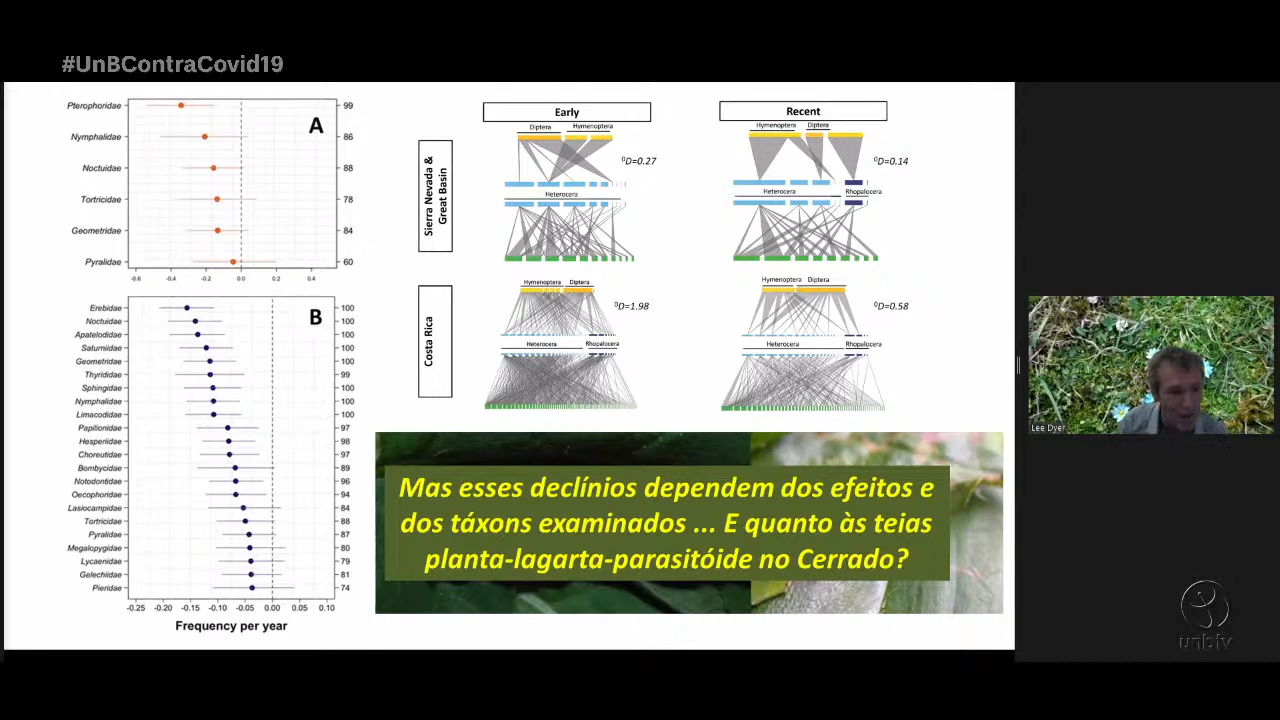 #UnBContraCovid19
Pterophoridae 99
Nymphalidae 86
Noctuidae 88
Tortricidae 78
Geometridae 84
Pyralidae 60
A
-0.6 -0.4 -0.2 0.0 0.2 0.4
Erebidae 100
Noctuidae 100
Apatelodidae 100
Saturniidae 100
Geometridae 100
Thyrididae 99
Sphingidae 100
Nymphalidae 100
Limacodidae 100
Papilionidae 97
Hesperiidae 98
Choreutidae 97
Bombycidae 89
Notodontidae 96
Oecophoridae 94
Lasiocampidae 84
Tortricidae 88
Pyralidae 87
Megalopygidae 80
Lycaenidae 79
Gelechiidae 81
Pieridae 74
B
-0.25 -0.20 -0.15 -0.10 -0.05 0.00 0.05 0.10
Frequency per year
Early
Recent
Sierra Nevada &
Great Basin
Diptera Hymenoptera
⁰D=0.27
Heterocera
Hymenoptera Diptera
⁰D=0.14
Heterocera Rhopalocera
Costa Rica
Hymenoptera Diptera
⁰D=1.98
Heterocera Rhopalocera
Hymenoptera Diptera
⁰D=0.58
Heterocera Rhopalocera
Mas esses declínios dependem dos efeitos e
dos táxons examinados ... E quanto às teias
planta-lagarta-parasitóide no Cerrado?
Lee Dyer
unbtv